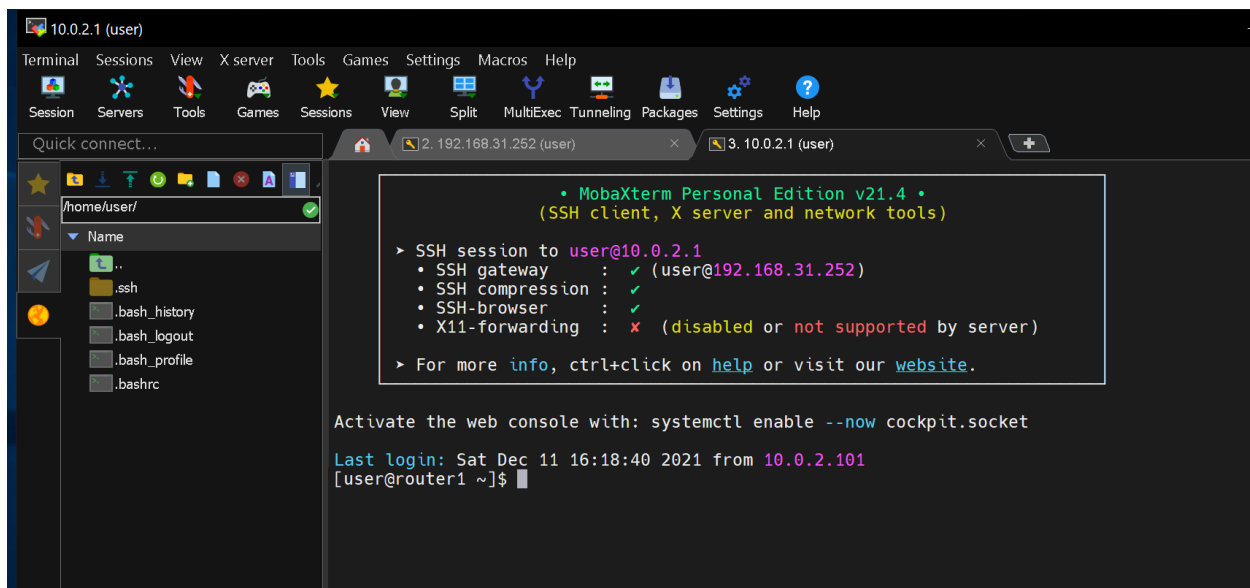 10.0.2.1 (user)
Terminal Sessions View X server Tools Games Settings Macros Help
Session Servers Tools Games Sessions View Split MultiExec Tunneling Packages Settings Help
Quick connect...
2. 192.168.31.252 (user)
3. 10.0.2.1 (user)
/home/user/
Name
..
.ssh
.bash_history
.bash_logout
.bash_profile
.bashrc
• MobaXterm Personal Edition v21.4 •
(SSH client, X server and network tools)
➤ SSH session to user@10.0.2.1
• SSH gateway : ✔ (user@192.168.31.252)
• SSH compression : ✔
• SSH-browser : ✔
• X11-forwarding : ✘ (disabled or not supported by server)
➤ For more info, ctrl+click on help or visit our website.
Activate the web console with: systemctl enable --now cockpit.socket
Last login: Sat Dec 11 16:18:40 2021 from 10.0.2.101
[user@router1 ~]$